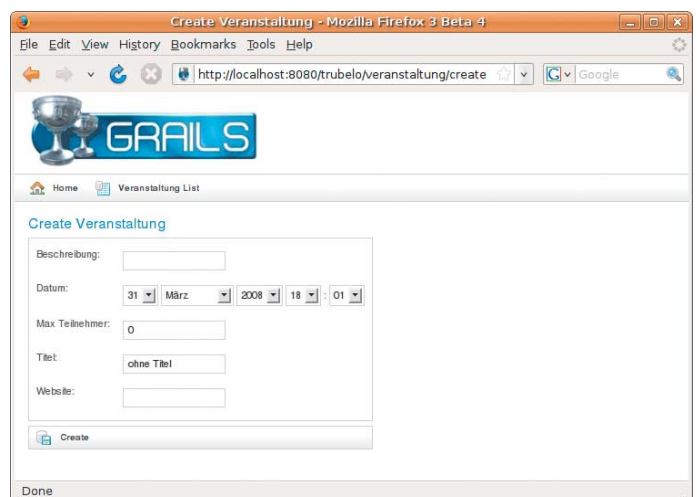 Create Veranstaltung - Mozilla Firefox 3 Beta 4
File Edit View History Bookmarks Tools Help
http://localhost:8080/trubelo/veranstaltung/create
G Google
GRAILS
Home Veranstaltung List
Create Veranstaltung
Beschreibung:
Datum: 31 März 2008 18 : 01
Max Teilnehmer: 0
Titel: ohne Titel
Website:
Create
Done